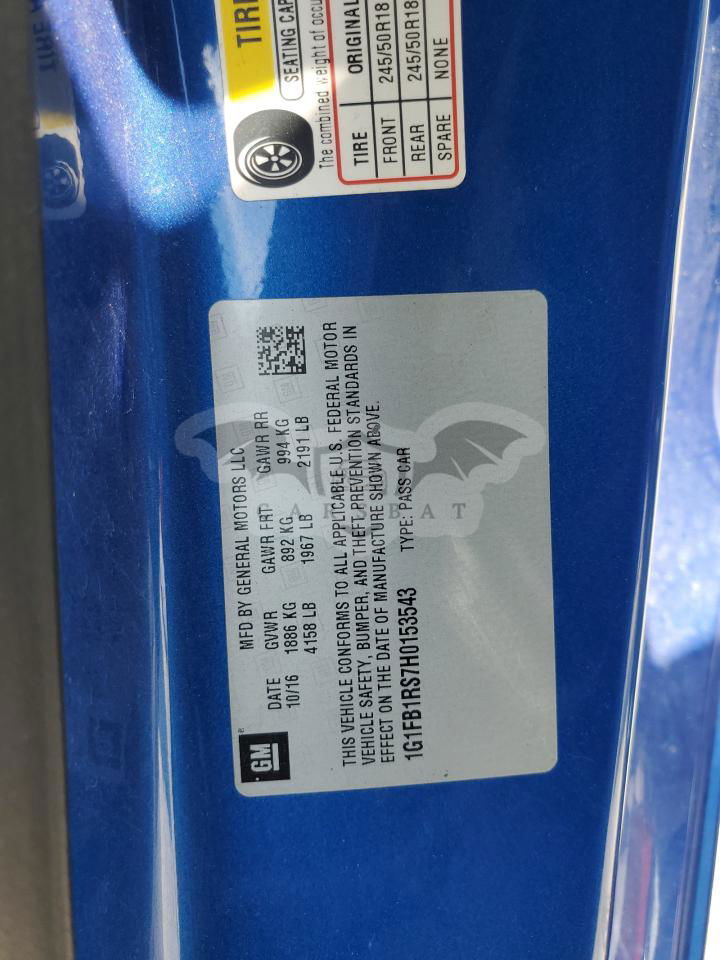 TIRE
SEATING CAP
The combined weight of occu
TIRE ORIGINAL
FRONT 245/50R18
REAR 245/50R18
SPARE NONE
GM
MFD BY GENERAL MOTORS LLC
DATE GVWR GAWR FRT GAWR RR
10/16 1886 KG 892 KG 994 KG
4158 LB 1967 LB 2191 LB
THIS VEHICLE CONFORMS TO ALL APPLICABLE U.S. FEDERAL MOTOR
VEHICLE SAFETY, BUMPER, AND THEFT PREVENTION STANDARDS IN
EFFECT ON THE DATE OF MANUFACTURE SHOWN ABOVE.
1G1FB1RS7H0153543 TYPE: PASS CAR
CARSBAT